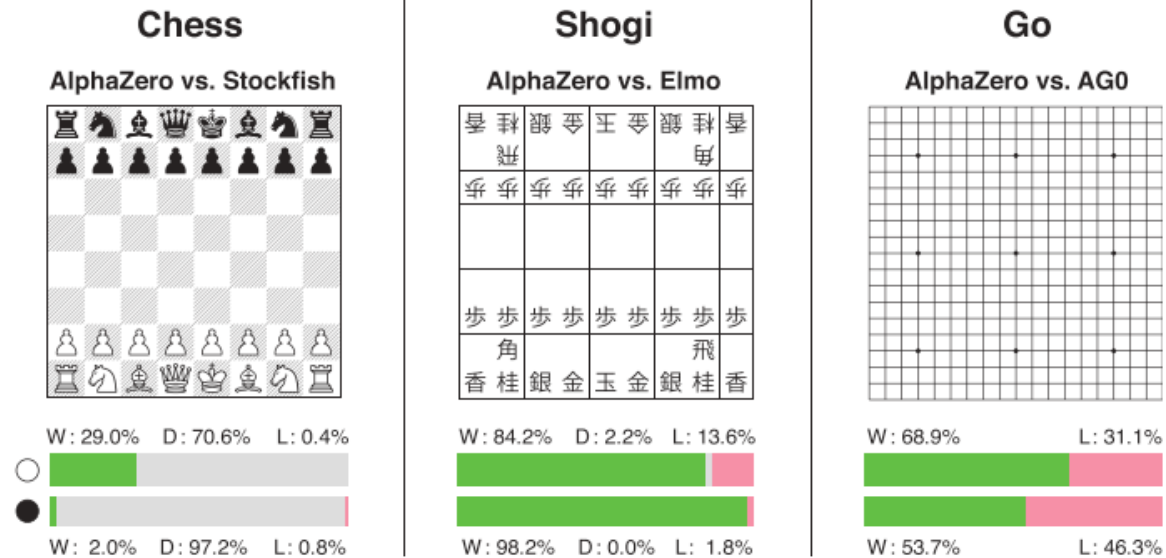 Chess
AlphaZero vs. Stockfish
W: 29.0% D: 70.6% L: 0.4%
W: 2.0% D: 97.2% L: 0.8%
Shogi
AlphaZero vs. Elmo
香 桂 銀 金 玉 金 銀 桂 香
飛 角
歩 歩 歩 歩 歩 歩 歩 歩 歩
歩 歩 歩 歩 歩 歩 歩 歩 歩
角 飛
香 桂 銀 金 玉 金 銀 桂 香
W: 84.2% D: 2.2% L: 13.6%
W: 98.2% D: 0.0% L: 1.8%
Go
AlphaZero vs. AG0
W: 68.9% L: 31.1%
W: 53.7% L: 46.3%